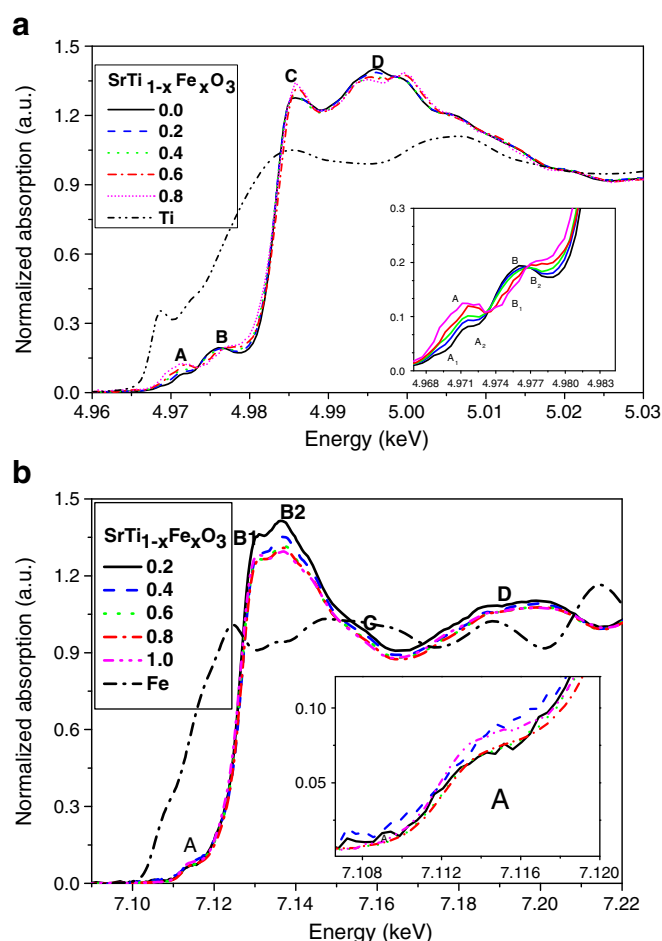 a
1.5
1.2
0.9
0.6
0.3
0.0
Normalized absorption (a.u.)
SrTi1-xFexO3
0.0
0.2
0.4
0.6
0.8
Ti
A
B
C
D
0.3
0.2
0.1
0.0
A
B
A1
A2
B1
B2
4.968 4.971 4.974 4.977 4.980 4.983
4.96 4.97 4.98 4.99 5.00 5.01 5.02 5.03
Energy (keV)
b
1.5
1.2
0.9
0.6
0.3
0.0
Normalized absorption (a.u.)
SrTi1-xFexO3
0.2
0.4
0.6
0.8
1.0
Fe
A
B1
B2
C
D
0.10
0.05
A
A
7.108 7.112 7.116 7.120
7.12 7.14 7.16 7.18 7.20 7.22
Energy (keV)